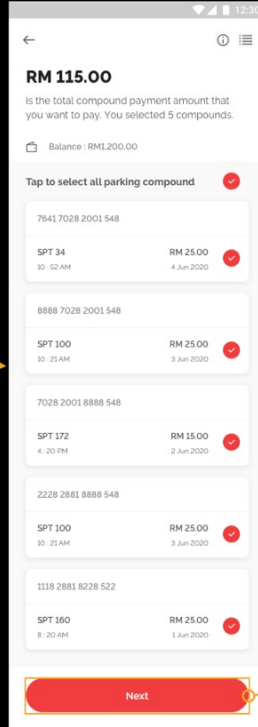 12:30
RM 115.00
is the total compound payment amount that
you want to pay. You selected 5 compounds.
Balance : RM1,200.00
Tap to select all parking compound
7641 7028 2001 548
SPT 34 RM 25.00
10 : 52 AM 4 Jun 2020
8888 7028 2001 548
SPT 100 RM 25.00
10 : 21 AM 3 Jun 2020
7028 2001 8888 548
SPT 172 RM 15.00
4 : 20 PM 2 Jun 2020
2228 2881 8888 548
SPT 100 RM 25.00
10 : 21 AM 3 Jun 2020
1118 2881 8228 522
SPT 160 RM 25.00
8 : 20 AM 1 Jun 2020
Next